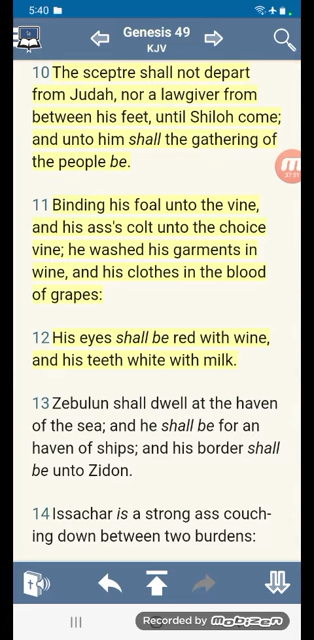 5:40
Genesis 49
KJV
10 The sceptre shall not depart
from Judah, nor a lawgiver from
between his feet, until Shiloh come;
and unto him shall the gathering of
the people be.
37:51
11 Binding his foal unto the vine,
and his ass's colt unto the choice
vine; he washed his garments in
wine, and his clothes in the blood
of grapes:
12 His eyes shall be red with wine,
and his teeth white with milk.
13 Zebulun shall dwell at the haven
of the sea; and he shall be for an
haven of ships; and his border shall
be unto Zidon.
14 Issachar is a strong ass couch-
ing down between two burdens:
Recorded by mobizen